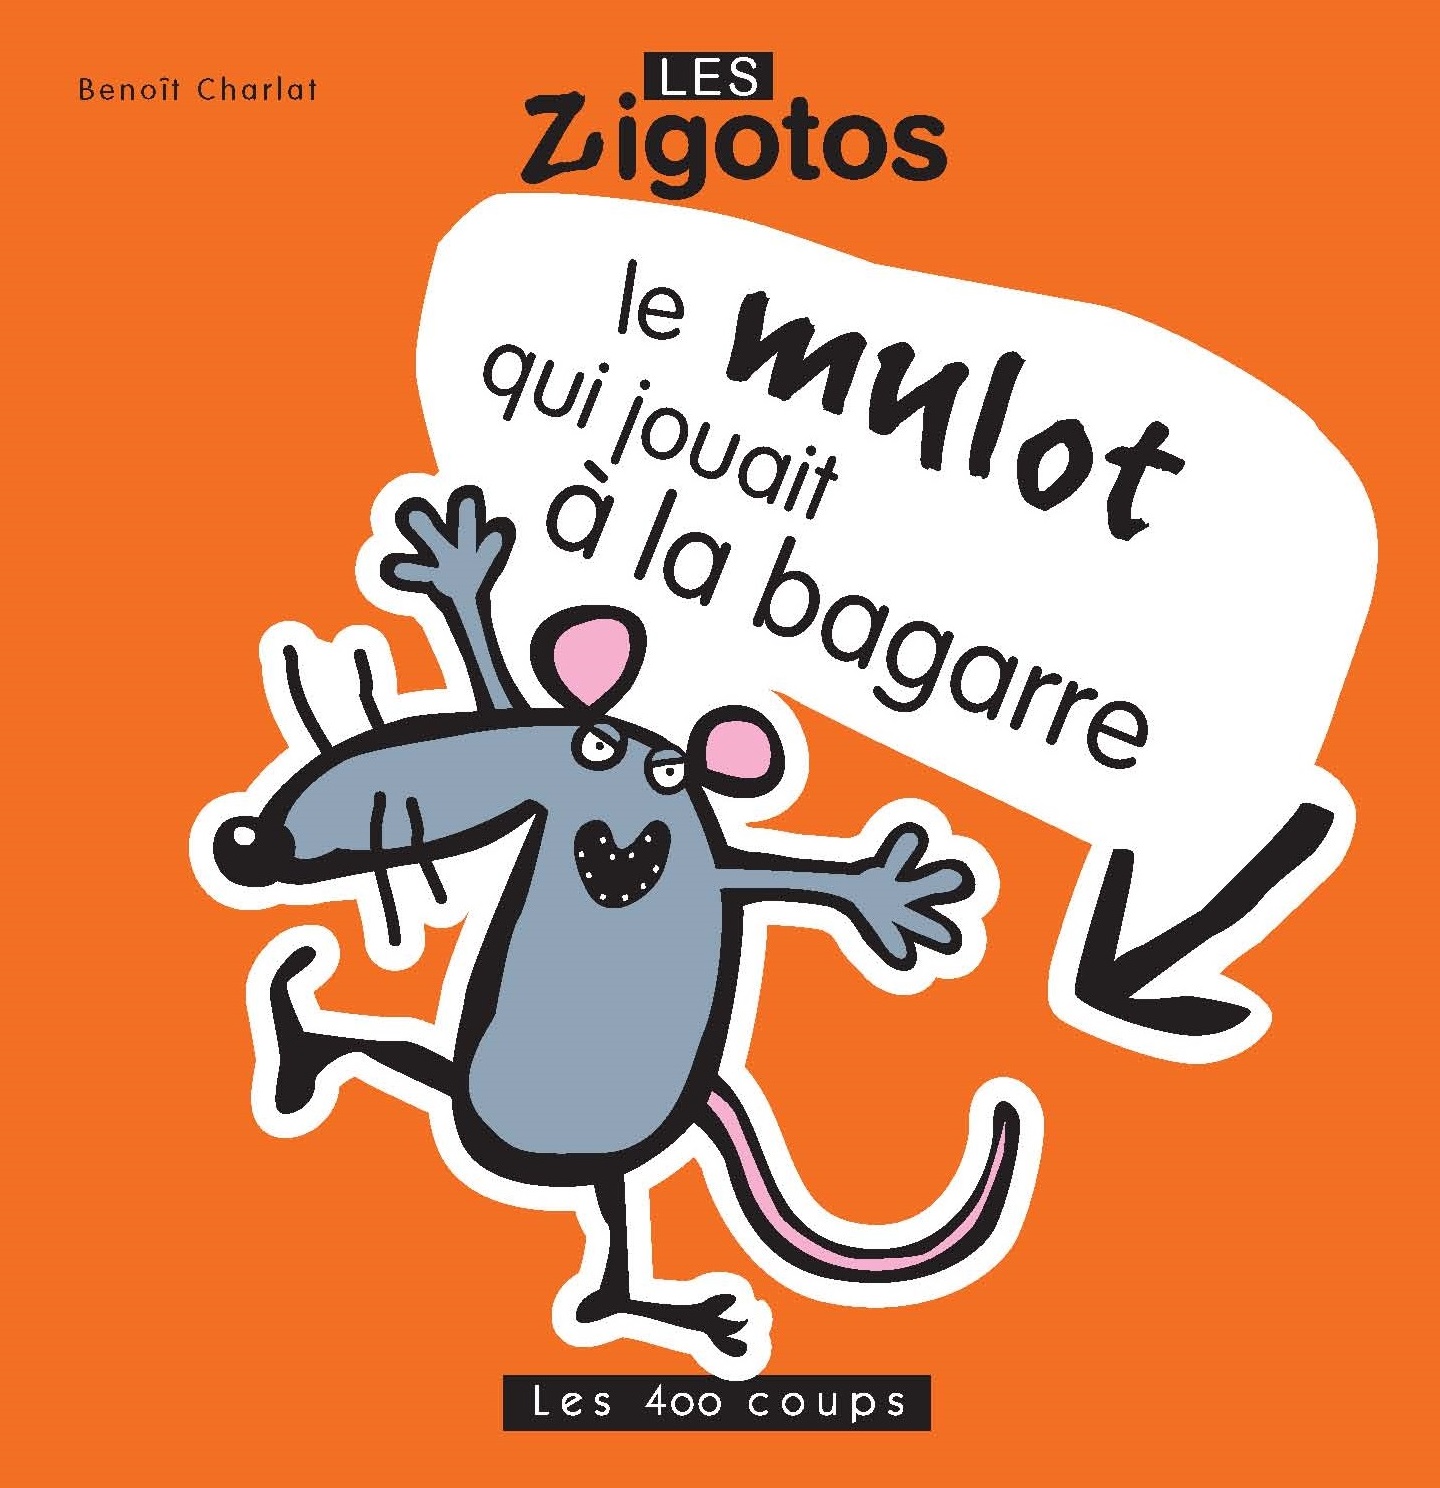 Benoît Charlat
LES
Zigotos
le mulot
qui jouait
à la bagarre
Les 400 coups